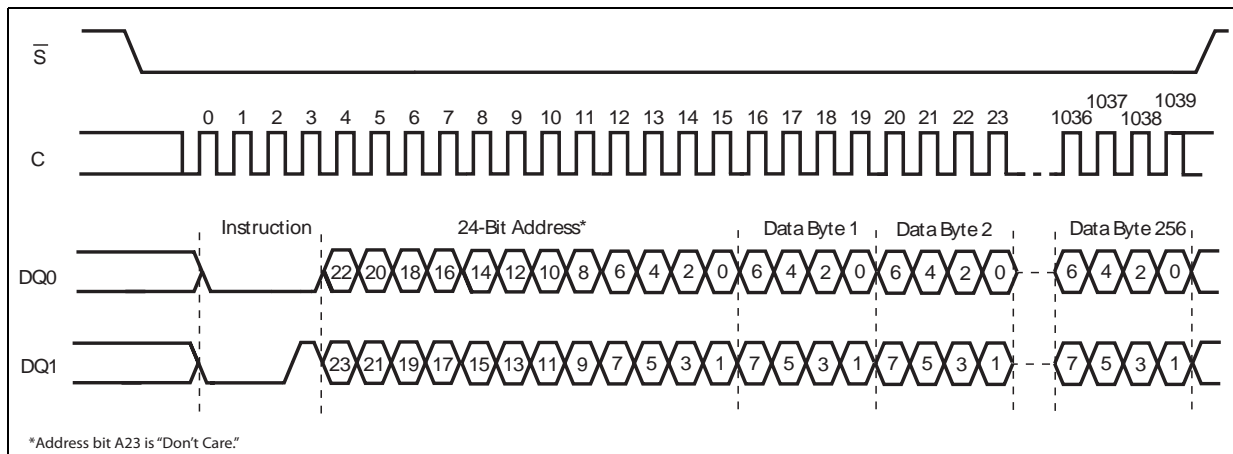 S
0 1 2 3 4 5 6 7 8 9 10 11 12 13 14 15 16 17 18 19 20 21 22 23 1036 1037 1038 1039
C
Instruction 24-Bit Address* Data Byte 1 Data Byte 2 Data Byte 256
DQ0 22 20 18 16 14 12 10 8 6 4 2 0 6 4 2 0 6 4 2 0 6 4 2 0
DQ1 23 21 19 17 15 13 11 9 7 5 3 1 7 5 3 1 7 5 3 1 7 5 3 1
*Address bit A23 is “Don’t Care.”